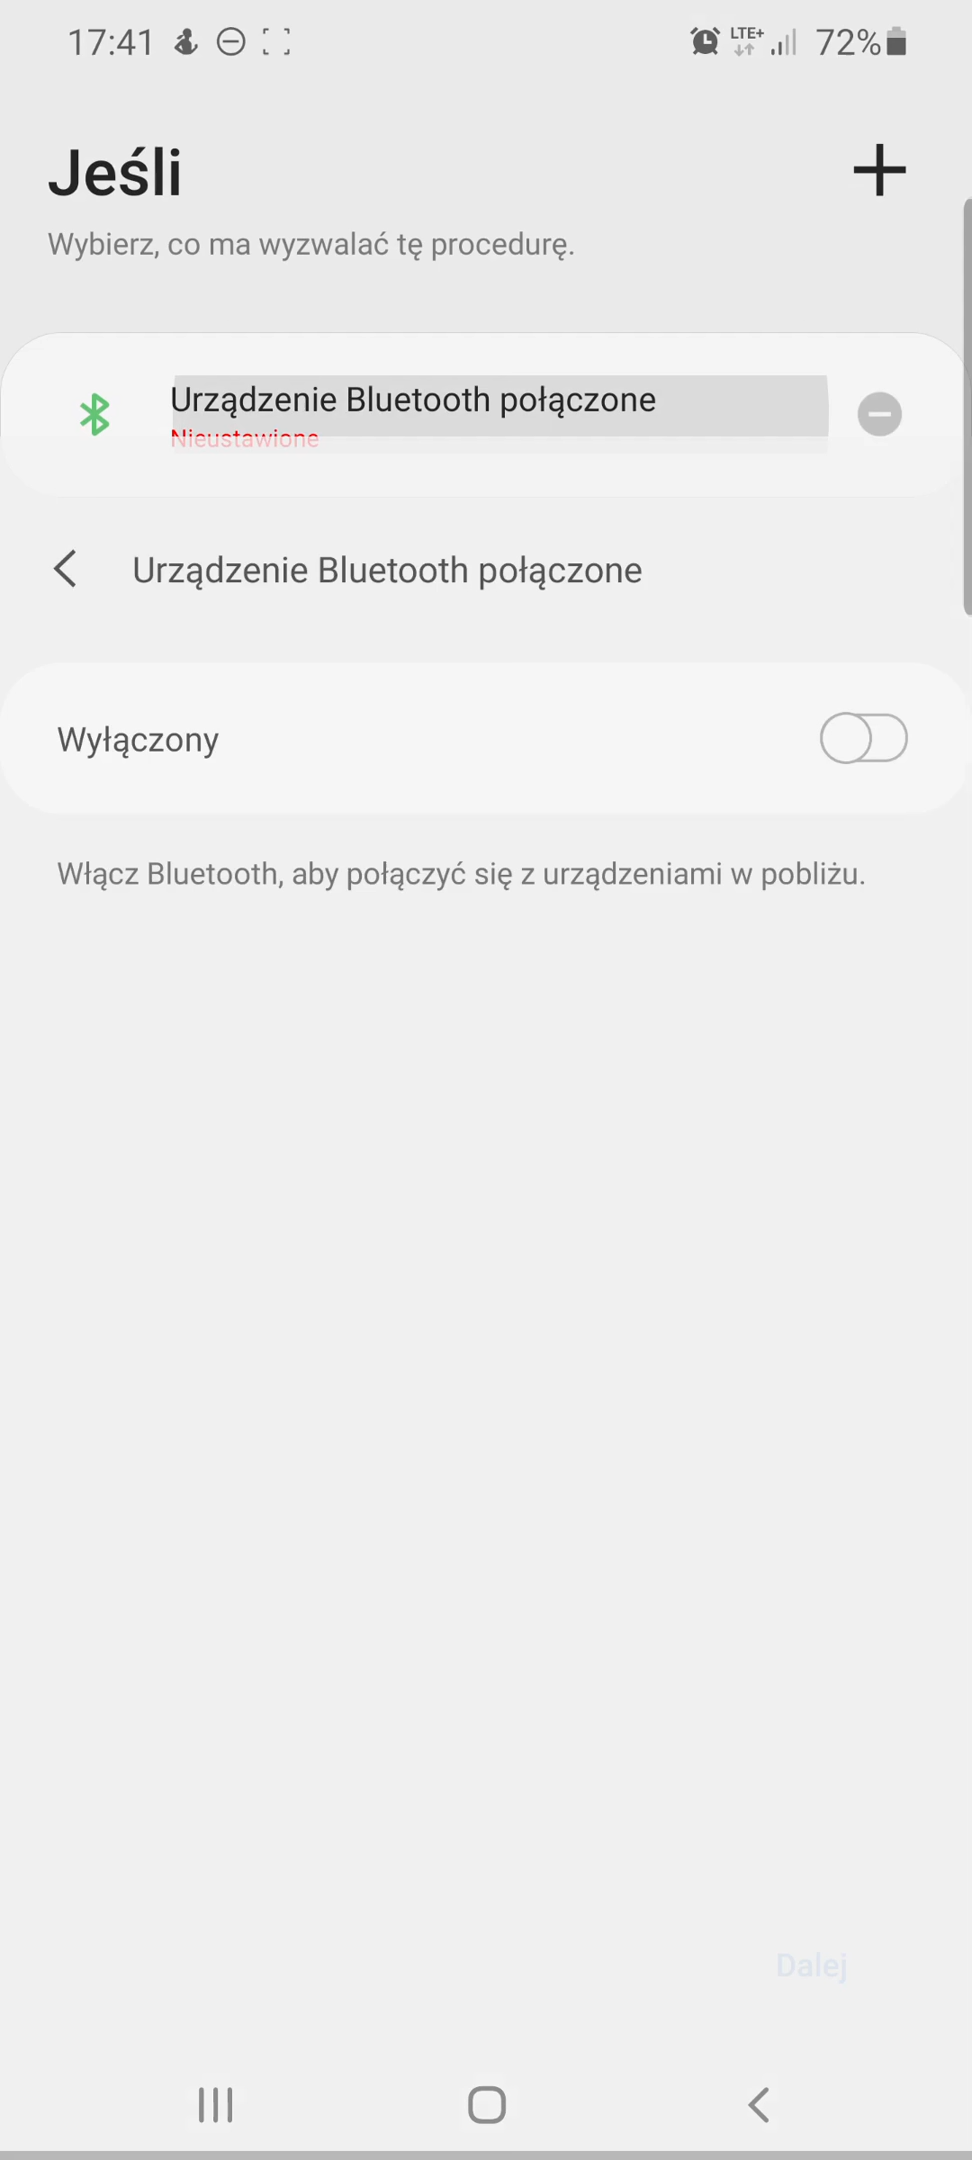 17:41
LTE+
72%
Jeśli
Wybierz, co ma wyzwalać tę procedurę.
Urządzenie Bluetooth połączone
Nieustawione
Urządzenie Bluetooth połączone
Wyłączony
Włącz Bluetooth, aby połączyć się z urządzeniami w pobliżu.
Dalej